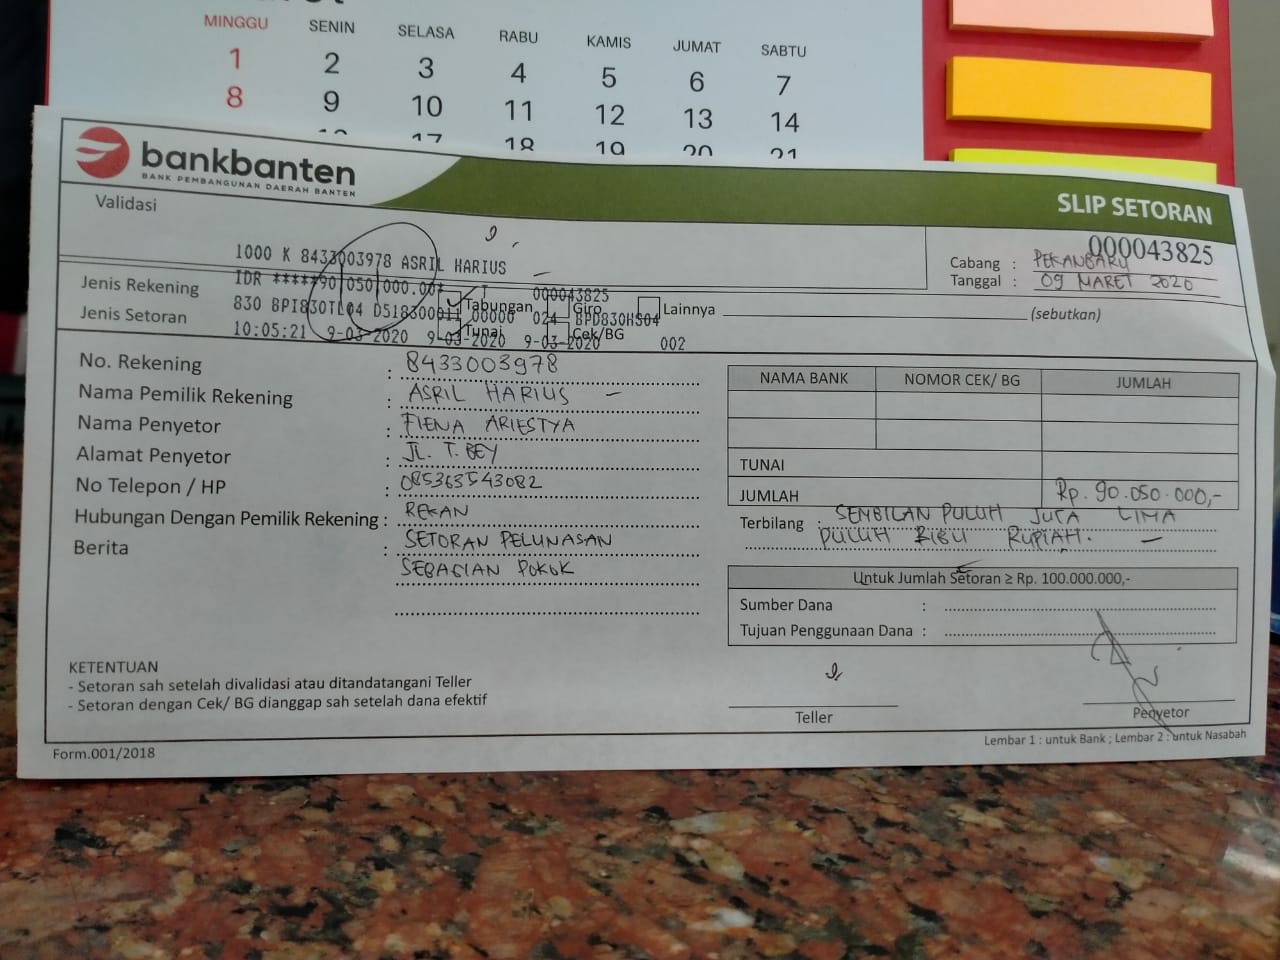 MINGGU SENIN SELASA RABU KAMIS JUMAT SABTU
1 2 3 4 5 6 7
8 9 10 11 12 13 14
17 18 19 20 21
bankbanten
BANK PEMBANGUNAN DAERAH BANTEN
SLIP SETORAN
Validasi
000043825
1000 K 8433003978 ASRIL HARIUS
Cabang : PEKANBARU
IDR *****90,050,000.00* T 000043825
Tanggal : 09 MARET 2020
Jenis Rekening Tabungan Giro Lainnya (sebutkan)
830 BPI830TL04 D51830001I 00000 024 BPD830HS04
Jenis Setoran Tunai Cek/BG
10:05:21 9-03-2020 9-03-2020 9-03-2020 002
No. Rekening : 8433003978
Nama Pemilik Rekening : ASRIL HARIUS -
Nama Penyetor : FIENA ARIESTYA
Alamat Penyetor : JL. T. BEY
No Telepon / HP : 085363543082
Hubungan Dengan Pemilik Rekening : REKAN
Berita : SETORAN PELUNASAN
SEBAGIAN POKOK
NAMA BANK NOMOR CEK/ BG JUMLAH
TUNAI
JUMLAH Rp. 90.050.000,-
Terbilang : SEMBILAN PULUH JUTA LIMA
PULUH RIBU RUPIAH. -
Untuk Jumlah Setoran ≥ Rp. 100.000.000,-
Sumber Dana :
Tujuan Penggunaan Dana :
KETENTUAN
- Setoran sah setelah divalidasi atau ditandatangani Teller
- Setoran dengan Cek/ BG dianggap sah setelah dana efektif
Teller Penyetor
Form.001/2018
Lembar 1 : untuk Bank ; Lembar 2 : untuk Nasabah